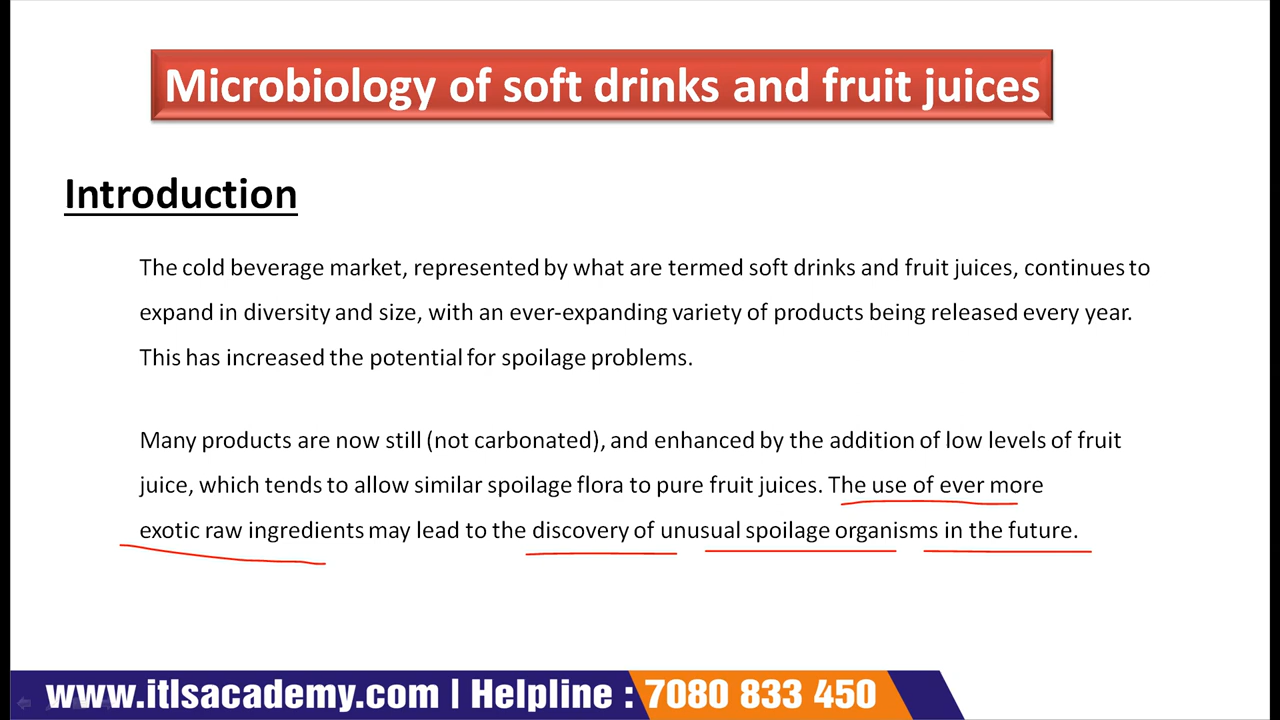 Microbiology of soft drinks and fruit juices
Introduction
The cold beverage market, represented by what are termed soft drinks and fruit juices, continues to
expand in diversity and size, with an ever-expanding variety of products being released every year.
This has increased the potential for spoilage problems.
Many products are now still (not carbonated), and enhanced by the addition of low levels of fruit
juice, which tends to allow similar spoilage flora to pure fruit juices. The use of ever more
exotic raw ingredients may lead to the discovery of unusual spoilage organisms in the future.
www.itlsacademy.com | Helpline : 7080 833 450